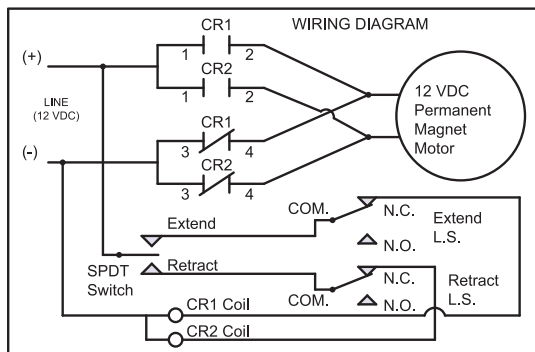 WIRING DIAGRAM
CR1
(+)
1 2
CR2
1 2
LINE
(12 VDC)
12 VDC
Permanent
Magnet
Motor
CR1
3 4
(-)
CR2
3 4
COM.
N.C.
Extend
L.S.
Extend
N.O.
SPDT
Switch
Retract
N.C.
Retract
L.S.
COM.
N.O.
CR1 Coil
CR2 Coil